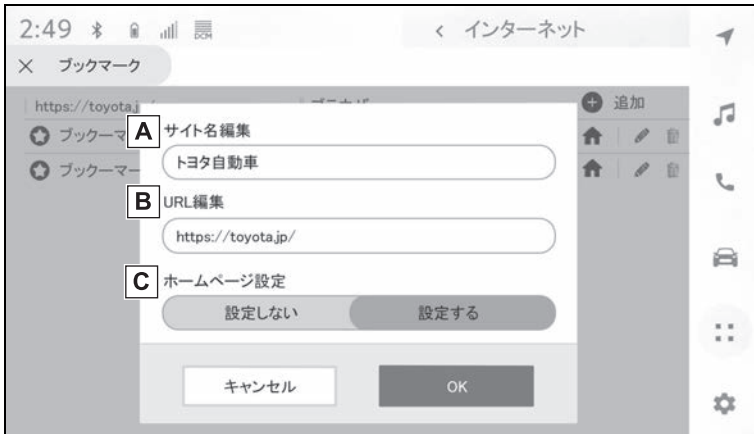 2:49 DCM < インターネット
× ブックマーク
https://toyota.j
追加
A サイト名編集
トヨタ自動車
ブックーマ
ブックーマー
B URL編集
https://toyota.jp/
C ホームページ設定
設定しない 設定する
キャンセル OK